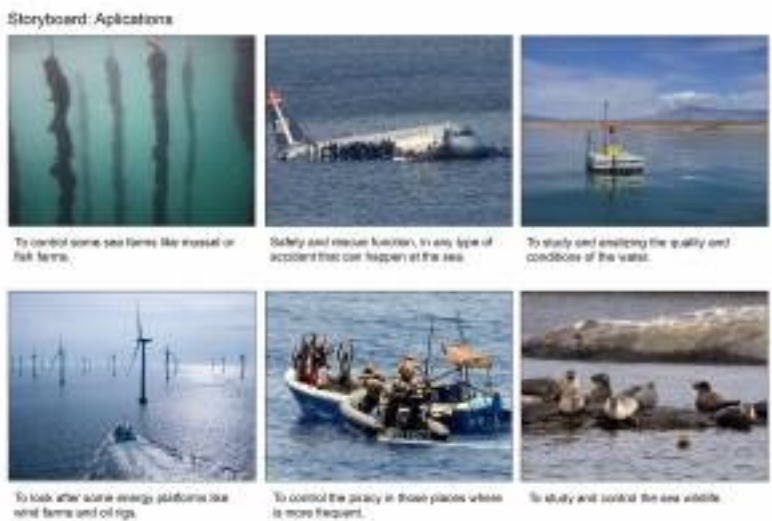 Storyboard: Aplications
To control some sea farms like mussel or
fish farms.
Safety and rescue function, in any type of
accident that can happen at the sea.
To study and analizing the quality and
conditions of the water.
To look after some energy platforms like
wind farms and oil rigs.
To control the piracy in those places where
is more frequent.
To study and control the sea wildlife.